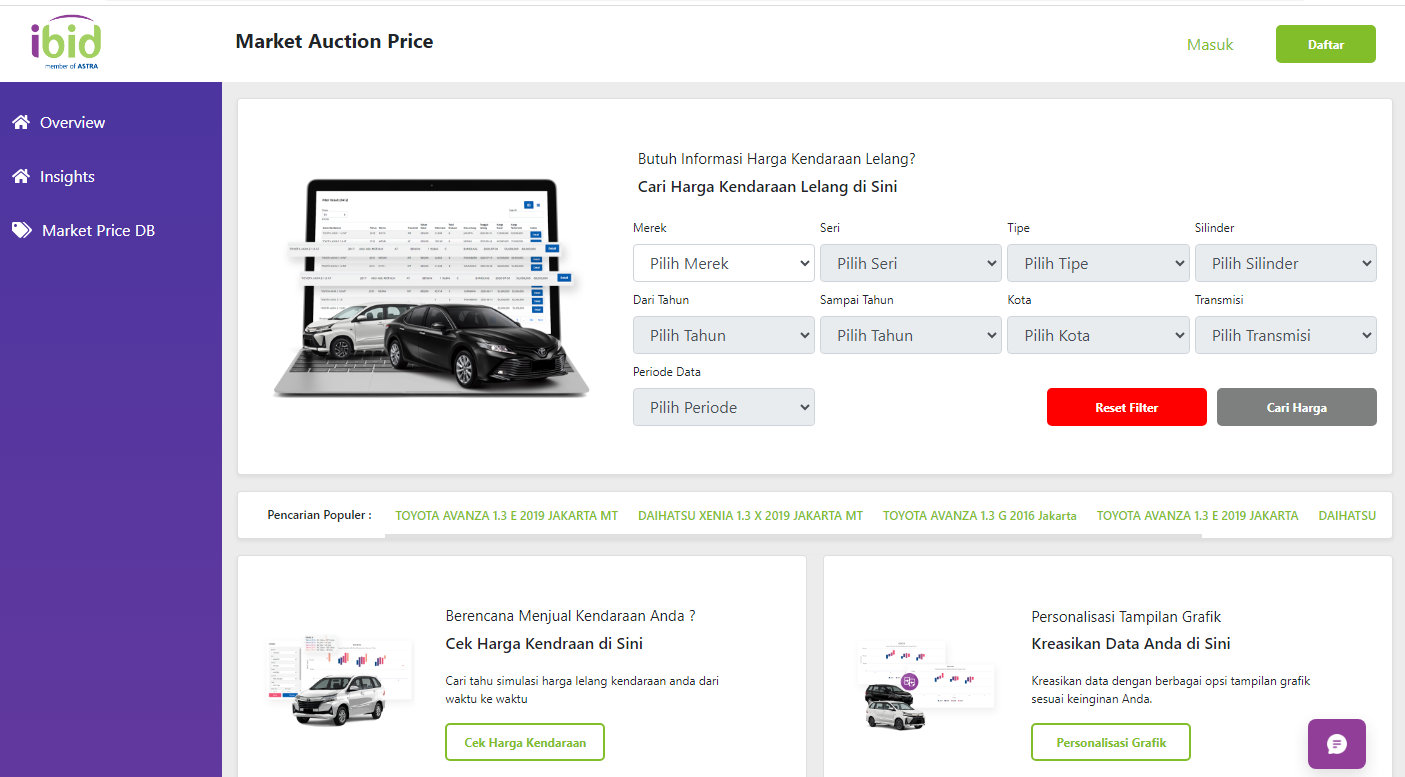 ibid
member of ASTRA
Market Auction Price
Masuk
Daftar
Overview
Insights
Market Price DB
Butuh Informasi Harga Kendaraan Lelang?
Cari Harga Kendaraan Lelang di Sini
Merek
Seri
Tipe
Silinder
Pilih Merek
Pilih Seri
Pilih Tipe
Pilih Silinder
Dari Tahun
Sampai Tahun
Kota
Transmisi
Pilih Tahun
Pilih Tahun
Pilih Kota
Pilih Transmisi
Periode Data
Pilih Periode
Reset Filter
Cari Harga
Pencarian Populer :
TOYOTA AVANZA 1.3 E 2019 JAKARTA MT
DAIHATSU XENIA 1.3 X 2019 JAKARTA MT
TOYOTA AVANZA 1.3 G 2016 Jakarta
TOYOTA AVANZA 1.3 E 2019 JAKARTA
DAIHATSU
Berencana Menjual Kendaraan Anda ?
Cek Harga Kendraan di Sini
Cari tahu simulasi harga lelang kendaraan anda dari
waktu ke waktu
Cek Harga Kendaraan
Personalisasi Tampilan Grafik
Kreasikan Data Anda di Sini
Kreasikan data dengan berbagai opsi tampilan grafik
sesuai keinginan Anda.
Personalisasi Grafik